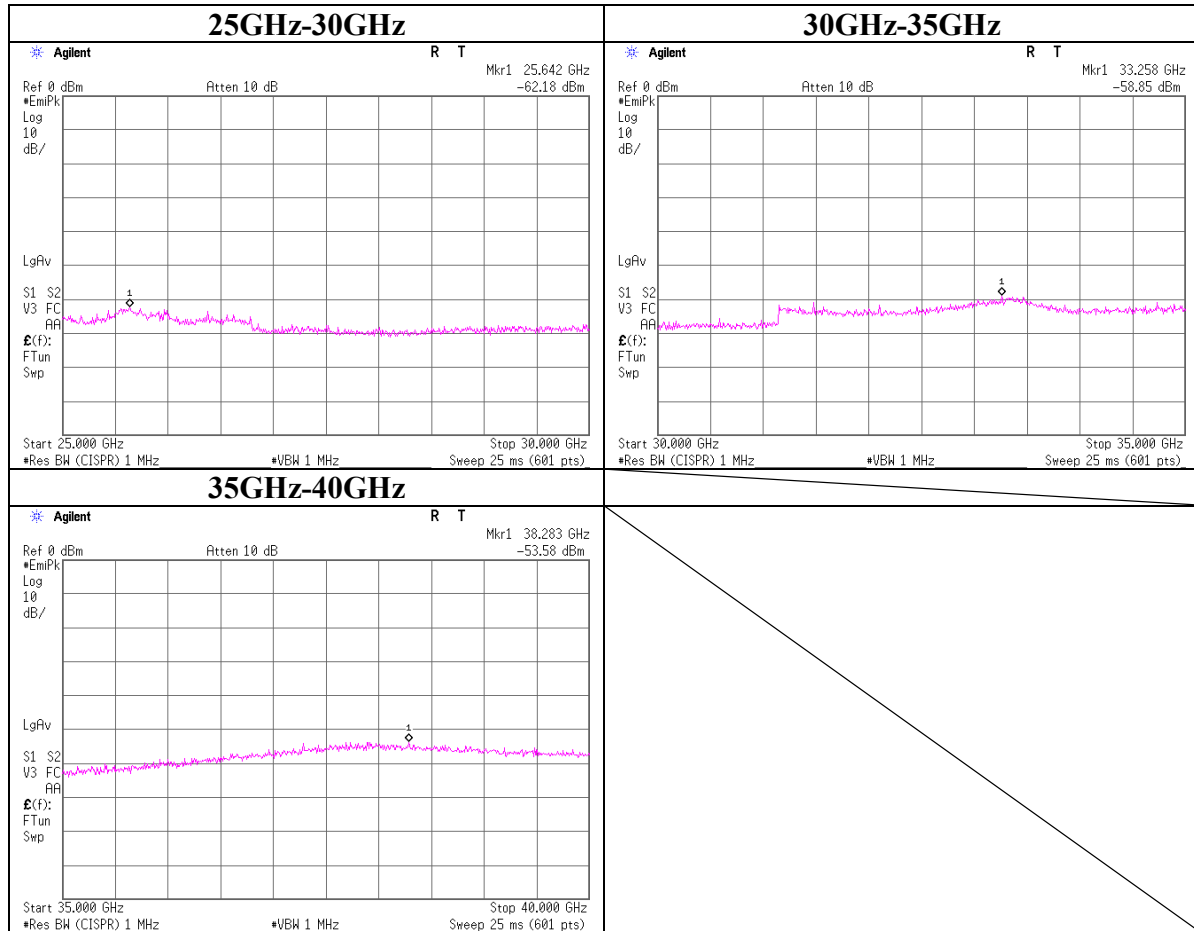 25GHz-30GHz
Agilent R T
Mkr1 25.642 GHz
Ref 0 dBm Atten 10 dB -62.18 dBm
#EmiPk
Log
10
dB/
LgAv
1
S1 S2
V3 FC
AA
£(f):
FTun
Swp
Start 25.000 GHz Stop 30.000 GHz
#Res BW (CISPR) 1 MHz #VBW 1 MHz Sweep 25 ms (601 pts)
30GHz-35GHz
Agilent R T
Mkr1 33.258 GHz
Ref 0 dBm Atten 10 dB -58.85 dBm
#EmiPk
Log
10
dB/
LgAv
1
S1 S2
V3 FC
AA
£(f):
FTun
Swp
Start 30.000 GHz Stop 35.000 GHz
#Res BW (CISPR) 1 MHz #VBW 1 MHz Sweep 25 ms (601 pts)
35GHz-40GHz
Agilent R T
Mkr1 38.283 GHz
Ref 0 dBm Atten 10 dB -53.58 dBm
#EmiPk
Log
10
dB/
LgAv
1
S1 S2
V3 FC
AA
£(f):
FTun
Swp
Start 35.000 GHz Stop 40.000 GHz
#Res BW (CISPR) 1 MHz #VBW 1 MHz Sweep 25 ms (601 pts)